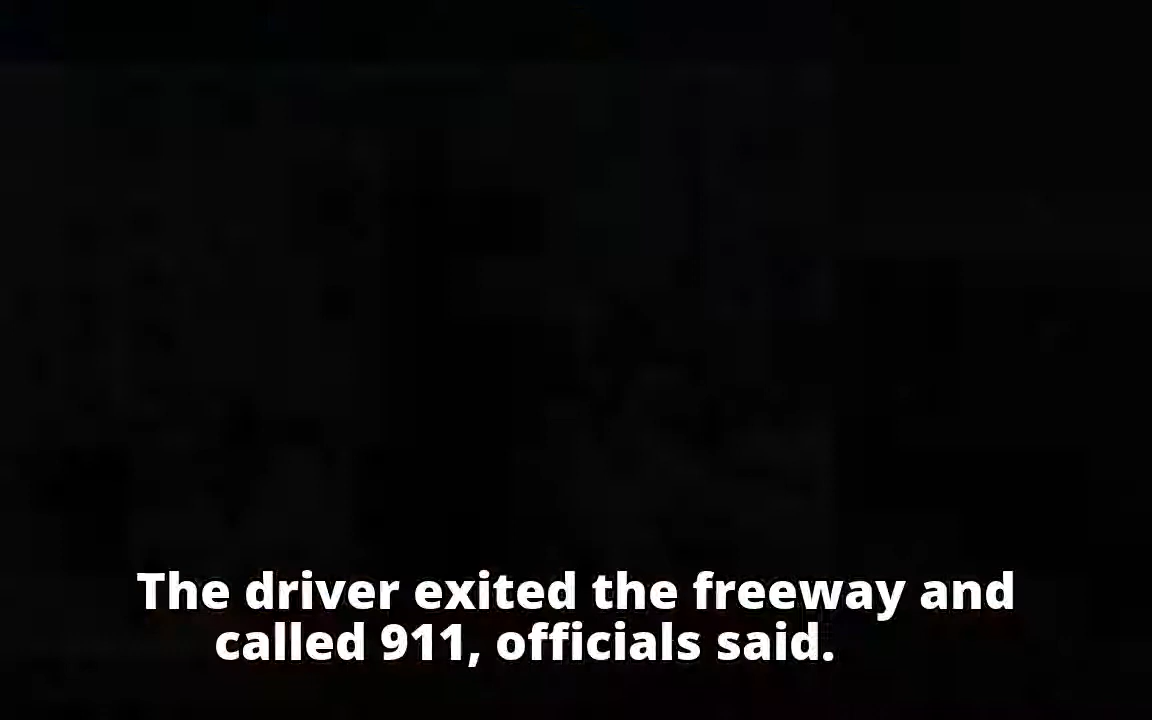 The driver exited the freeway and
called 911, officials said.